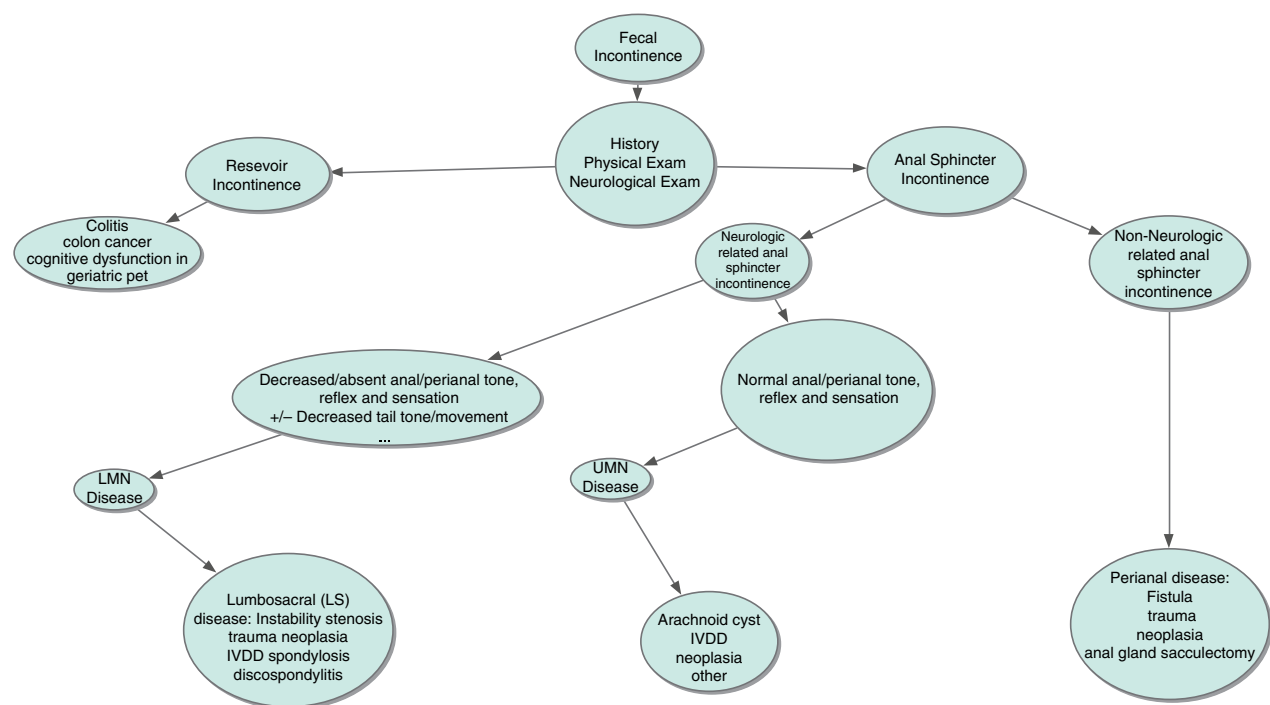 Fecal
Incontinence
History
Physical Exam
Neurological Exam
Resevoir
Incontinence
Anal Sphincter
Incontinence
Colitis
colon cancer
cognitive dysfunction in
geriatric pet
Neurologic
related anal
sphincter
incontinence
Non-Neurologic
related anal
sphincter
incontinence
Decreased/absent anal/perianal tone,
reflex and sensation
+/– Decreased tail tone/movement
...
Normal anal/perianal tone,
reflex and sensation
LMN
Disease
UMN
Disease
Lumbosacral (LS)
disease: Instability stenosis
trauma neoplasia
IVDD spondylosis
discospondylitis
Arachnoid cyst
IVDD
neoplasia
other
Perianal disease:
Fistula
trauma
neoplasia
anal gland sacculectomy